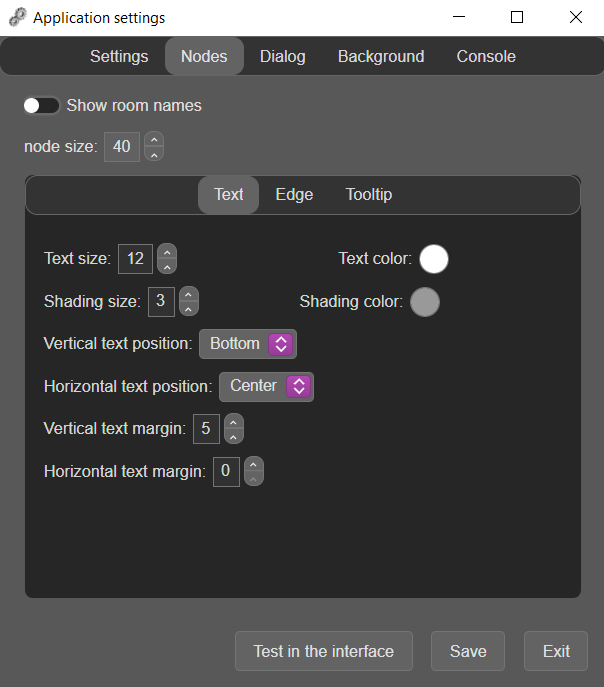 Application settings
Settings Nodes Dialog Background Console
Show room names
node size: 40
Text Edge Tooltip
Text size: 12 Text color:
Shading size: 3 Shading color:
Vertical text position: Bottom
Horizontal text position: Center
Vertical text margin: 5
Horizontal text margin: 0
Test in the interface Save Exit